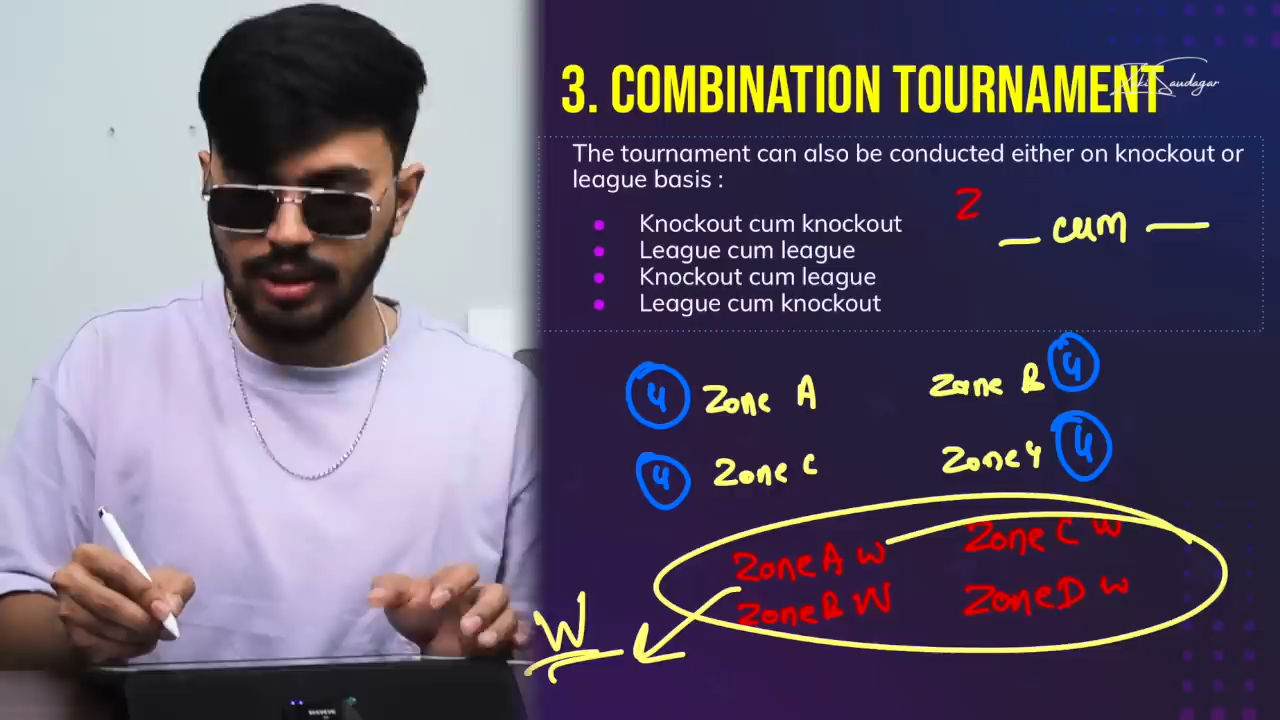 3. COMBINATION TOURNAMENT
The tournament can also be conducted either on knockout or
league basis :
Knockout cum knockout
League cum league
Knockout cum league
League cum knockout
2
_ cum _
4 Zone A Zone B 4
4 Zone C Zone 4 4
Zone A W Zone C W
Zone B W Zone D W
W